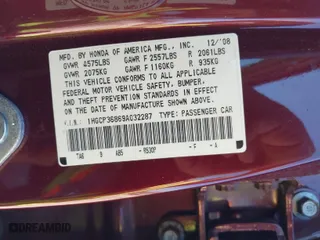 MFD. BY HONDA OF AMERICA MFG., INC. 12/'08
GVWR 4575LBS GAWR F 2557LBS R 2061LBS
GVWR 2075KG GAWR F 1160KG R 935KG
THIS VEHICLE CONFORMS TO ALL APPLICABLE
FEDERAL MOTOR VEHICLE SAFETY, BUMPER,
AND THEFT PREVENTION STANDARDS IN EFFECT
ON THE DATE OF MANUFACTURE SHOWN ABOVE.
1HGCP36869A032287 TYPE: PASSENGER CAR
DREAMBID